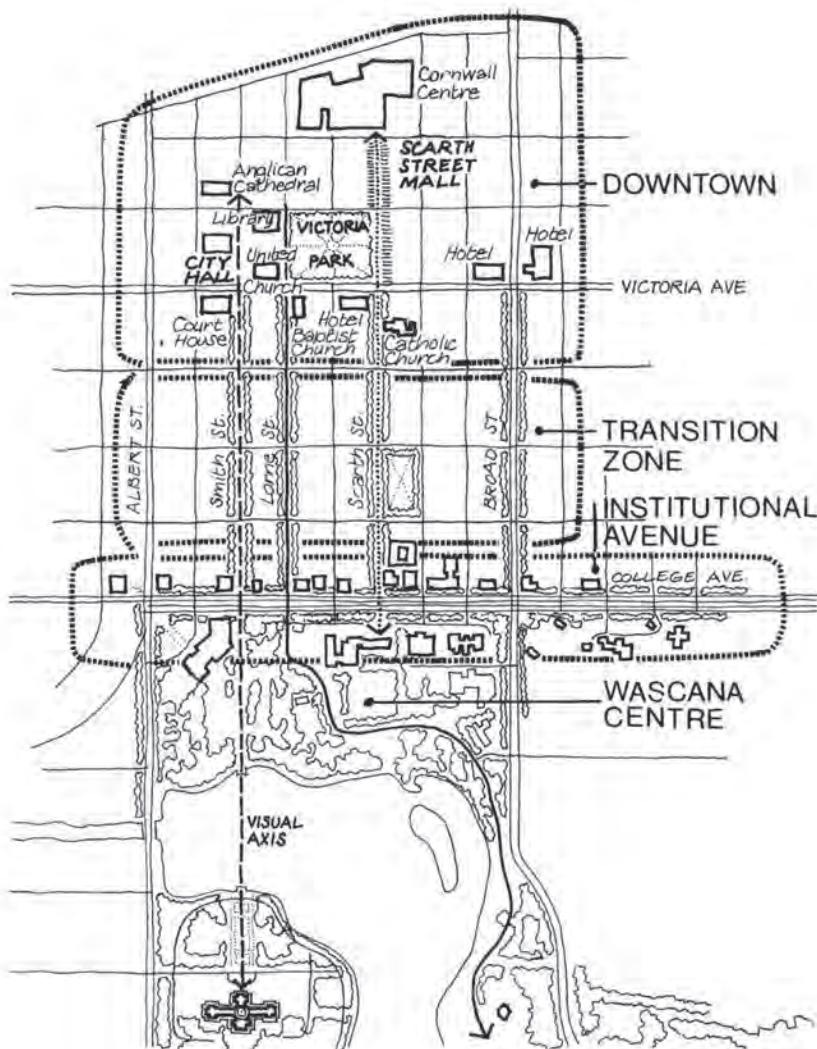 Cornwall
Centre
SCARTH
STREET
MALL
Anglican
Cathedral
DOWNTOWN
Library
VICTORIA
PARK
CITY
HALL
United
Church
Hotel
Hotel
VICTORIA AVE
Court
House
Hotel
Baptist
Church
Catholic
Church
ALBERT ST.
Smith St.
Lorne St.
Scarth St.
BROAD ST
TRANSITION
ZONE
INSTITUTIONAL
AVENUE
COLLEGE AVE.
WASCANA
CENTRE
VISUAL
AXIS